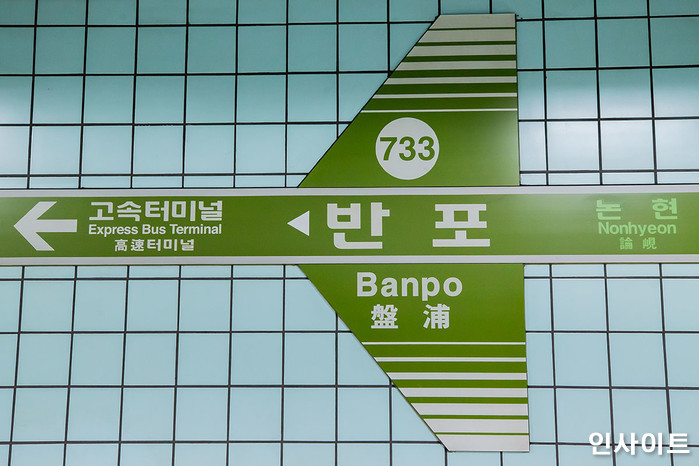 733
고속터미널
Express Bus Terminal
高速터미널
반 포
Banpo
盤 浦
논 현
Nonhyeon
論 峴
인사이트